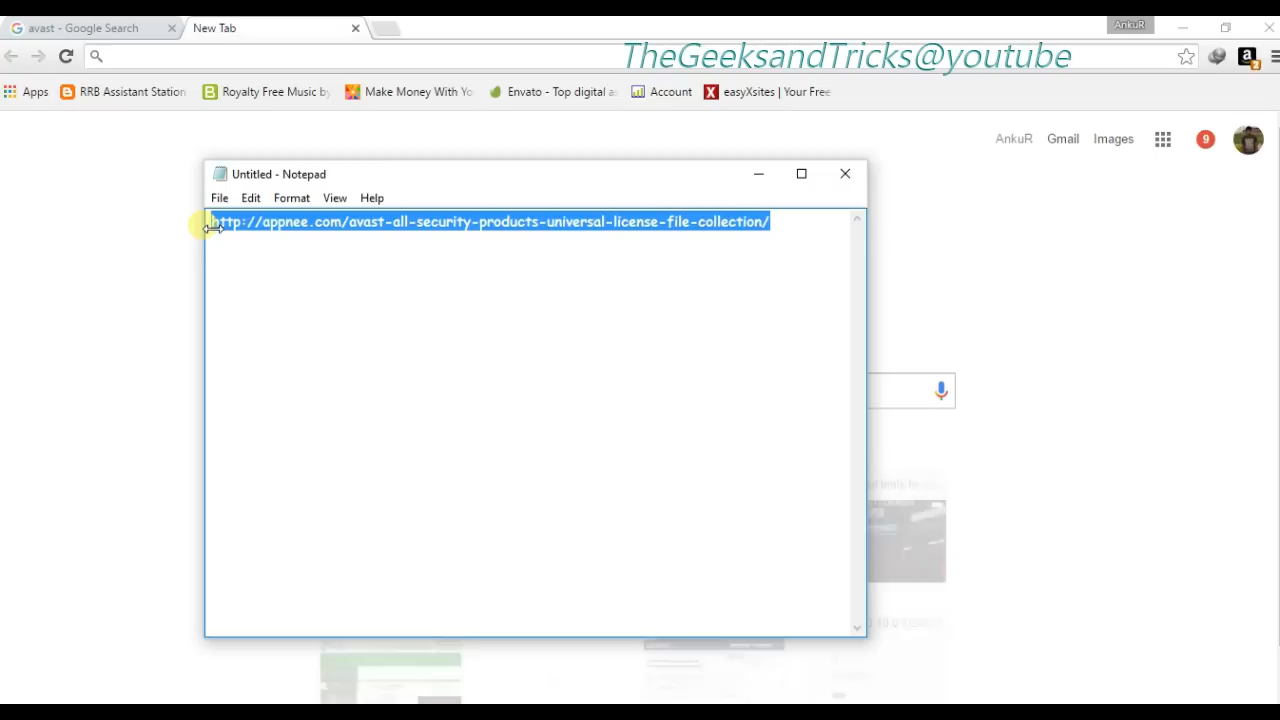 avast - Google Search
New Tab
AnkuR
TheGeeksandTricks@youtube
Apps
RRB Assistant Station
Royalty Free Music by
Make Money With Yo
Envato - Top digital as
Account
easyXsites | Your Free
AnkuR
Gmail
Images
9
Untitled - Notepad
File
Edit
Format
View
Help
http://appnee.com/avast-all-security-products-universal-license-file-collection/